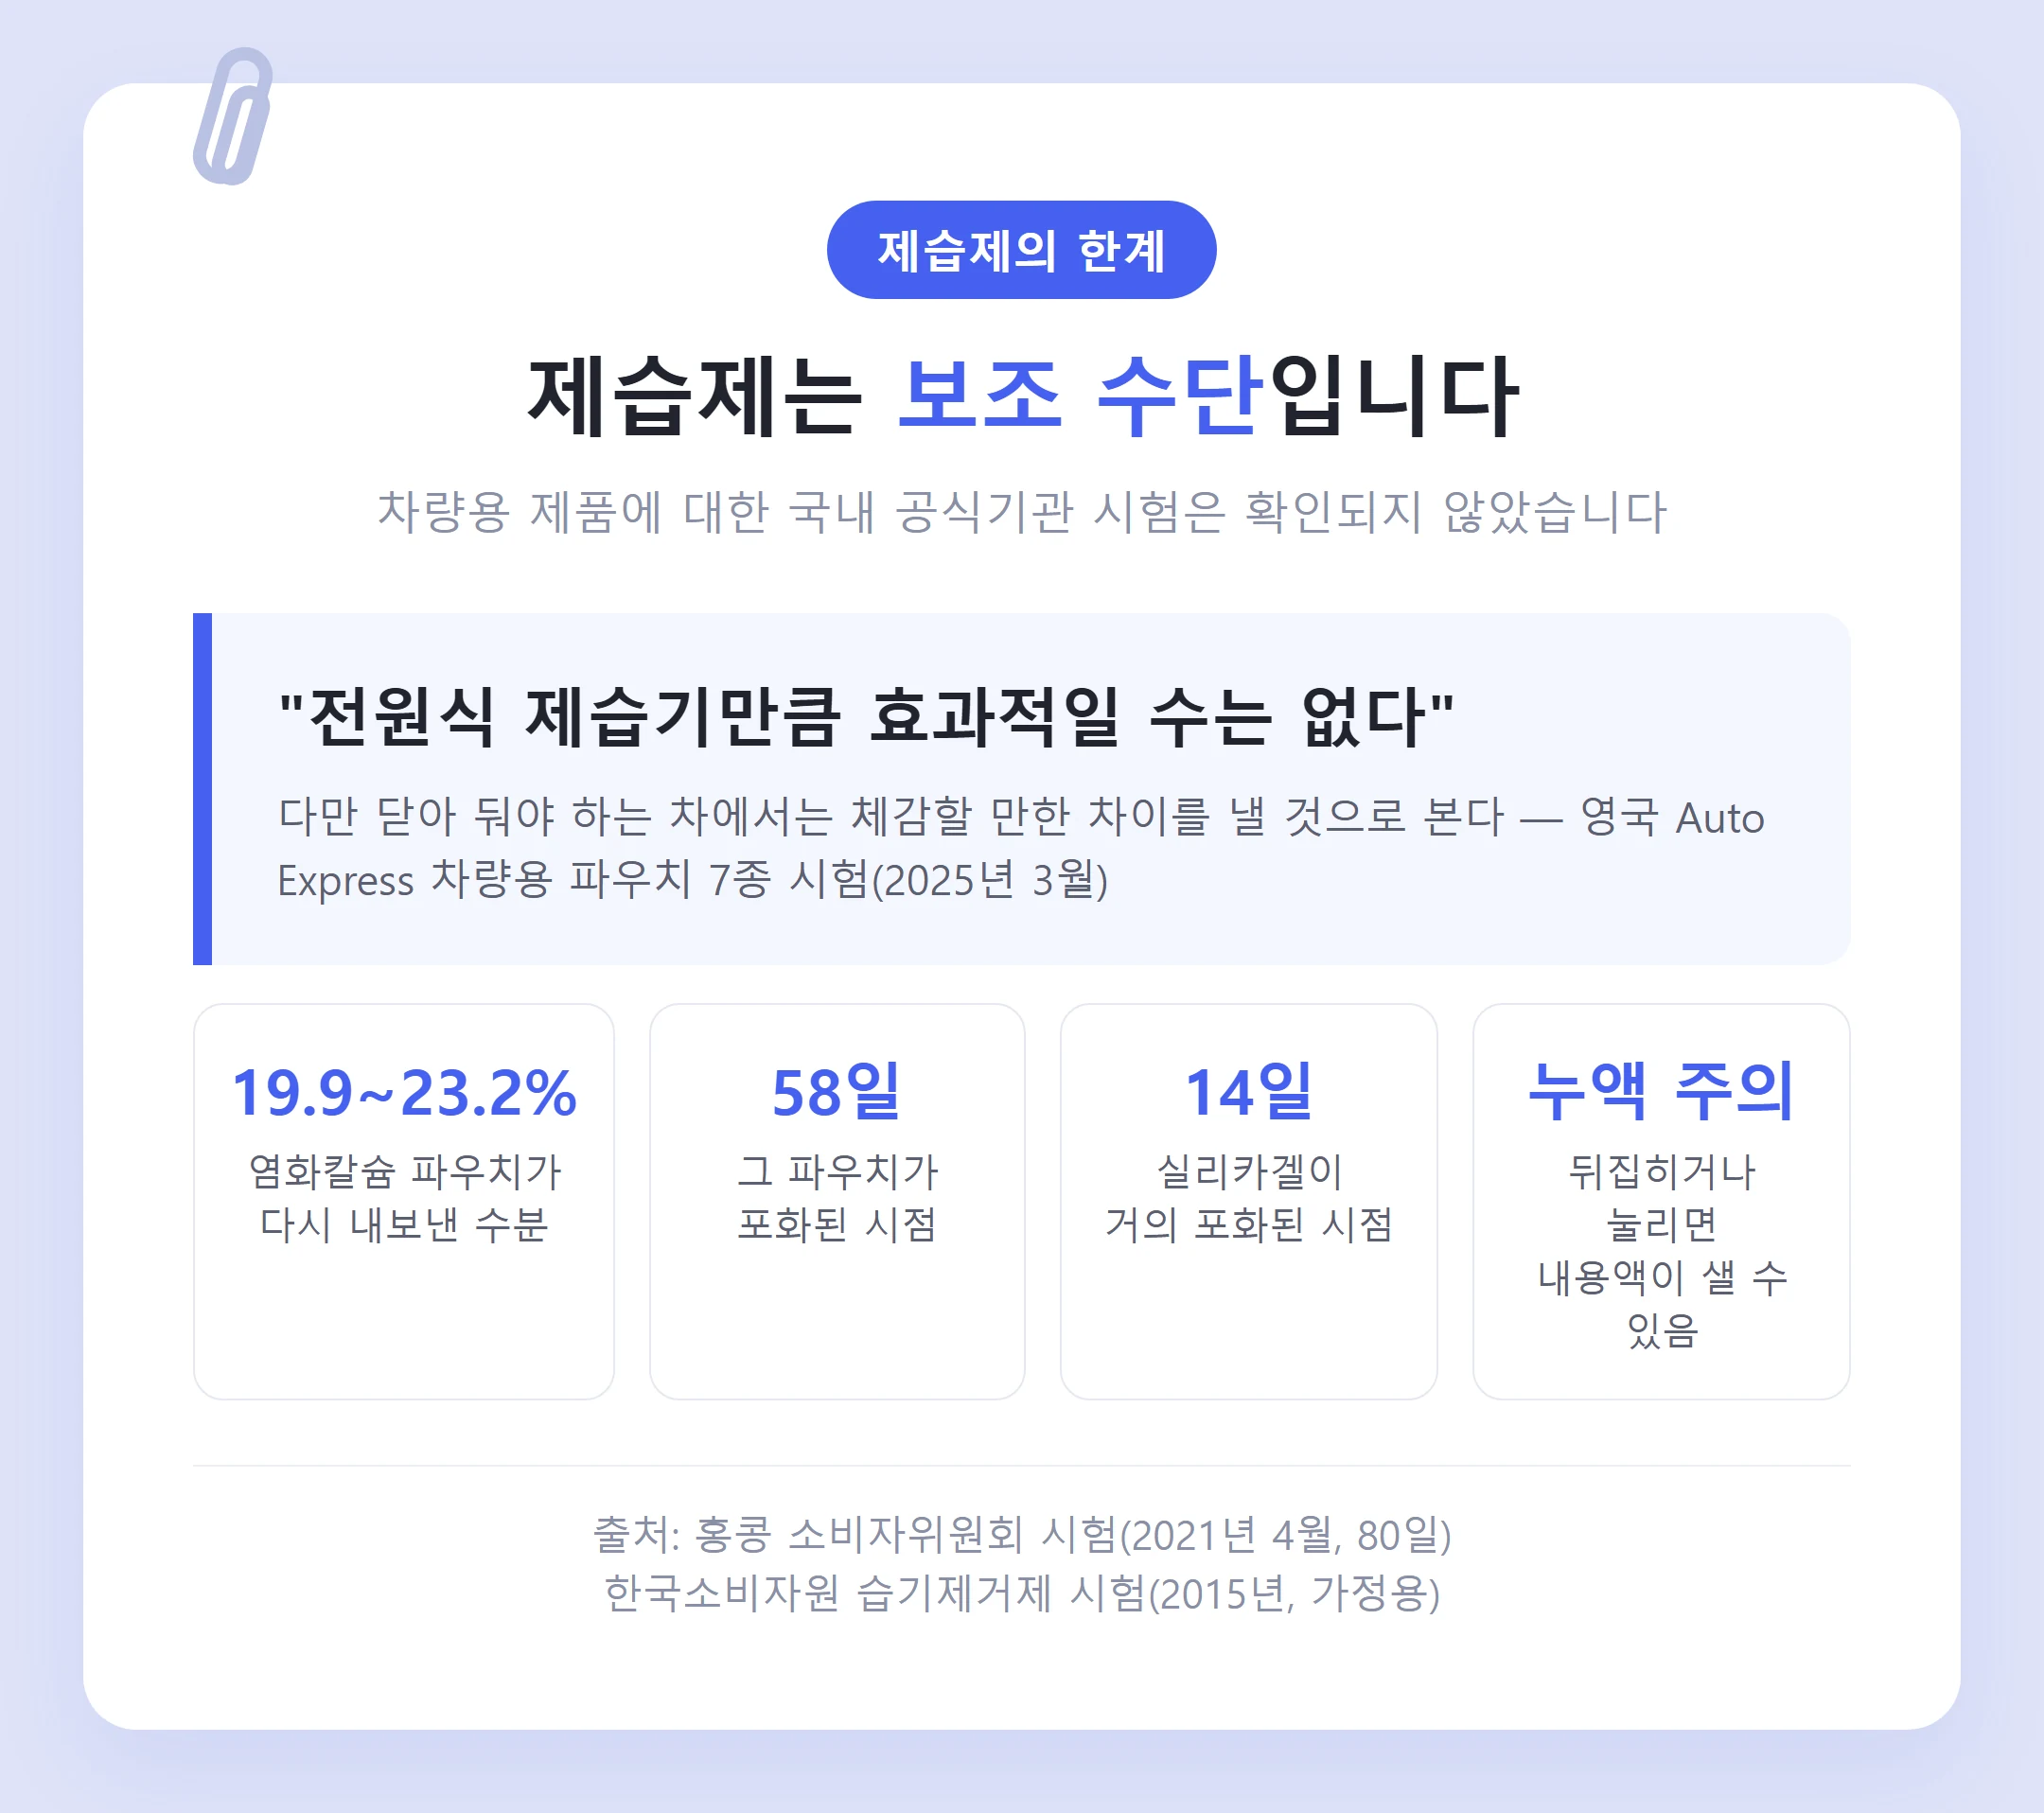 제습제의 한계
제습제는 보조 수단입니다
차량용 제품에 대한 국내 공식기관 시험은 확인되지 않았습니다
"전원식 제습기만큼 효과적일 수는 없다"
다만 닫아 둬야 하는 차에서는 체감할 만한 차이를 낼 것으로 본다 — 영국 Auto
Express 차량용 파우치 7종 시험(2025년 3월)
19.9~23.2%
염화칼슘 파우치가
다시 내보낸 수분
58일
그 파우치가
포화된 시점
14일
실리카겔이
거의 포화된 시점
누액 주의
뒤집히거나
눌리면
내용액이 샐 수
있음
출처: 홍콩 소비자위원회 시험(2021년 4월, 80일)
한국소비자원 습기제거제 시험(2015년, 가정용)